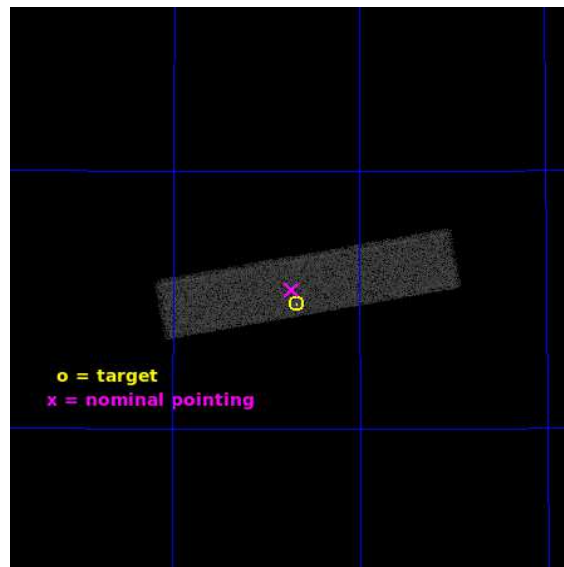 o = target
x = nominal pointing